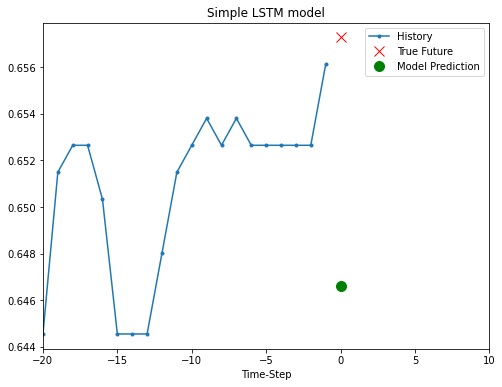 Simple LSTM model
History
True Future
Model Prediction
0.656
0.654
0.652
0.650
0.648
0.646
0.644
−20
−15
−10
−5
0
5
10
Time-Step